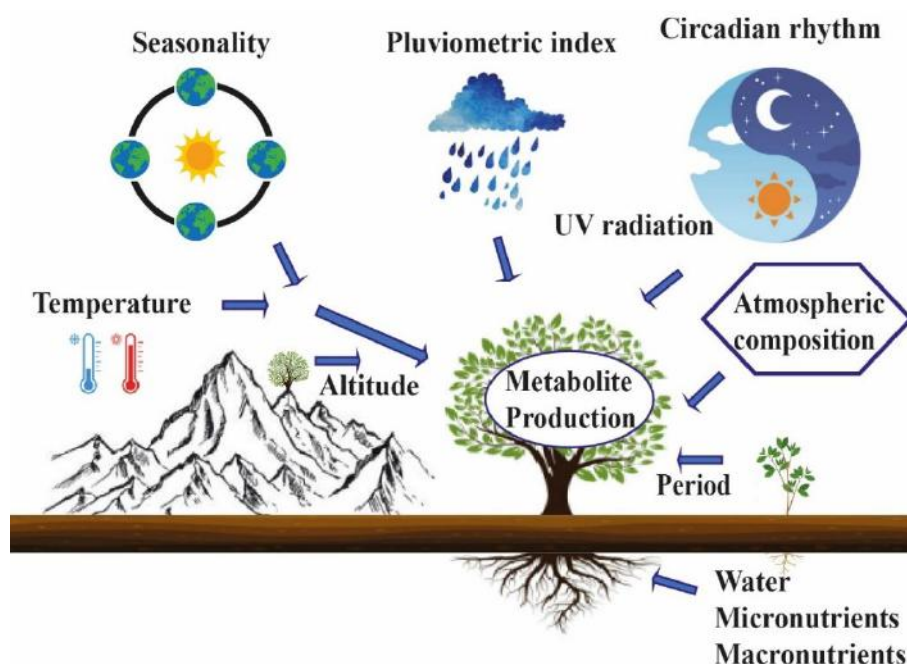 Seasonality
Pluviometric index
Circadian rhythm
UV radiation
Temperature
Atmospheric
composition
Altitude
Metabolite
Production
Period
Water
Micronutrients
Macronutrients